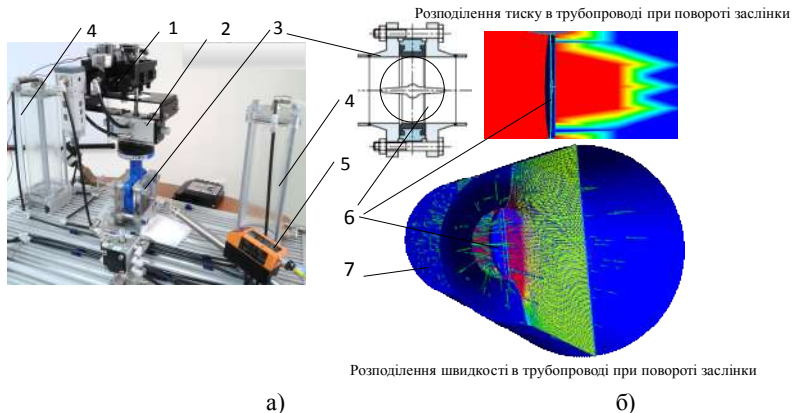 Розподілення тиску в трубопроводі при повороті заслінки
4
1
2
3
4
5
6
7
Розподілення швидкості в трубопроводі при повороті заслінки
а)
б)